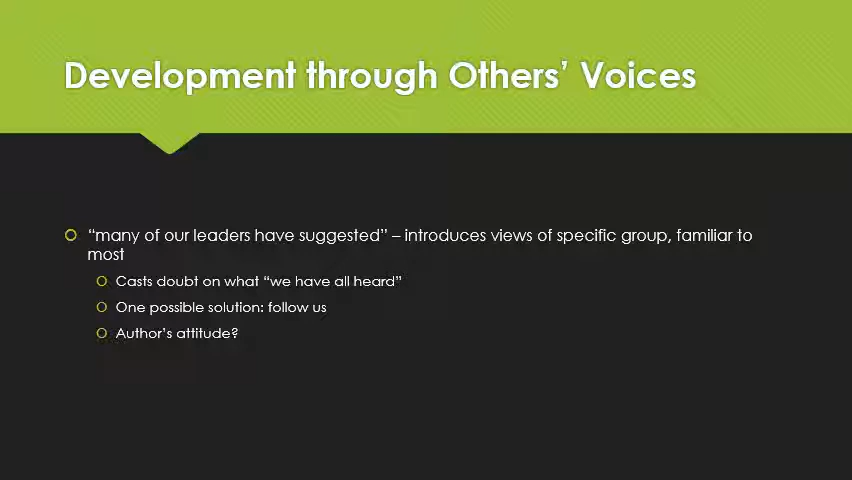 Development through Others’ Voices
“many of our leaders have suggested” – introduces views of specific group, familiar to
most
Casts doubt on what “we have all heard”
One possible solution: follow us
Author’s attitude?